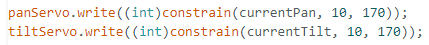 panServo.write((int)constrain(currentPan, 10, 170));
tiltServo.write((int)constrain(currentTilt, 10, 170));